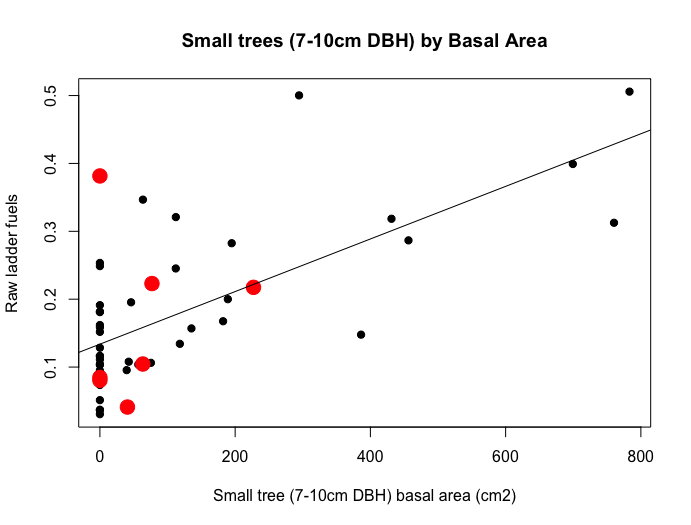 Small trees (7-10cm DBH) by Basal Area
Raw ladder fuels
0.5
0.4
0.3
0.2
0.1
0 200 400 600 800
Small tree (7-10cm DBH) basal area (cm2)